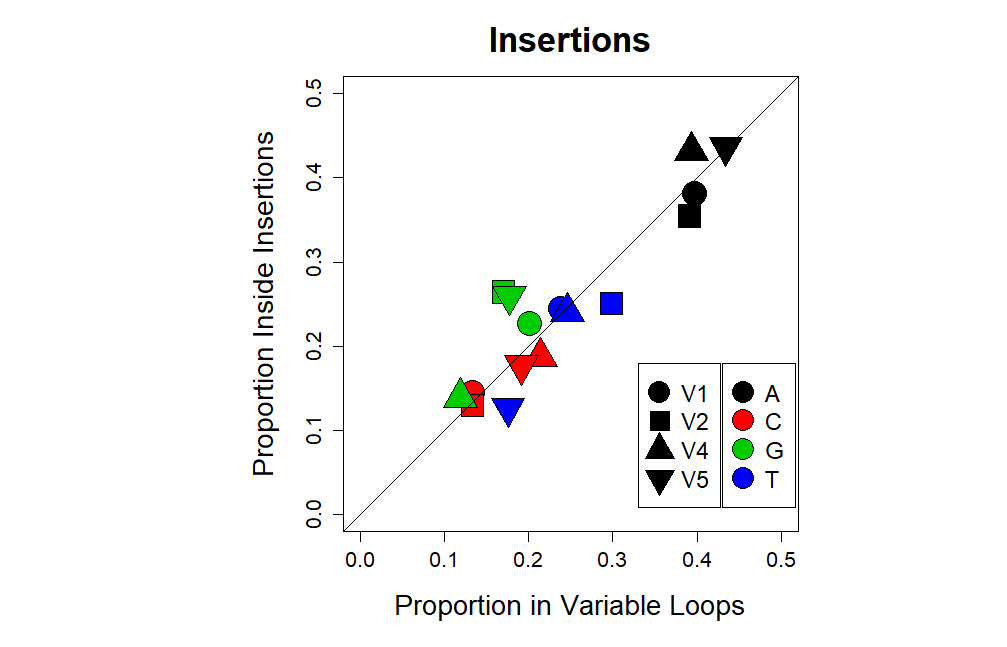 Insertions
Proportion Inside Insertions
0.5
0.4
0.3
0.2
0.1
0.0
V1
V2
V4
V5
A
C
G
T
0.0 0.1 0.2 0.3 0.4 0.5
Proportion in Variable Loops